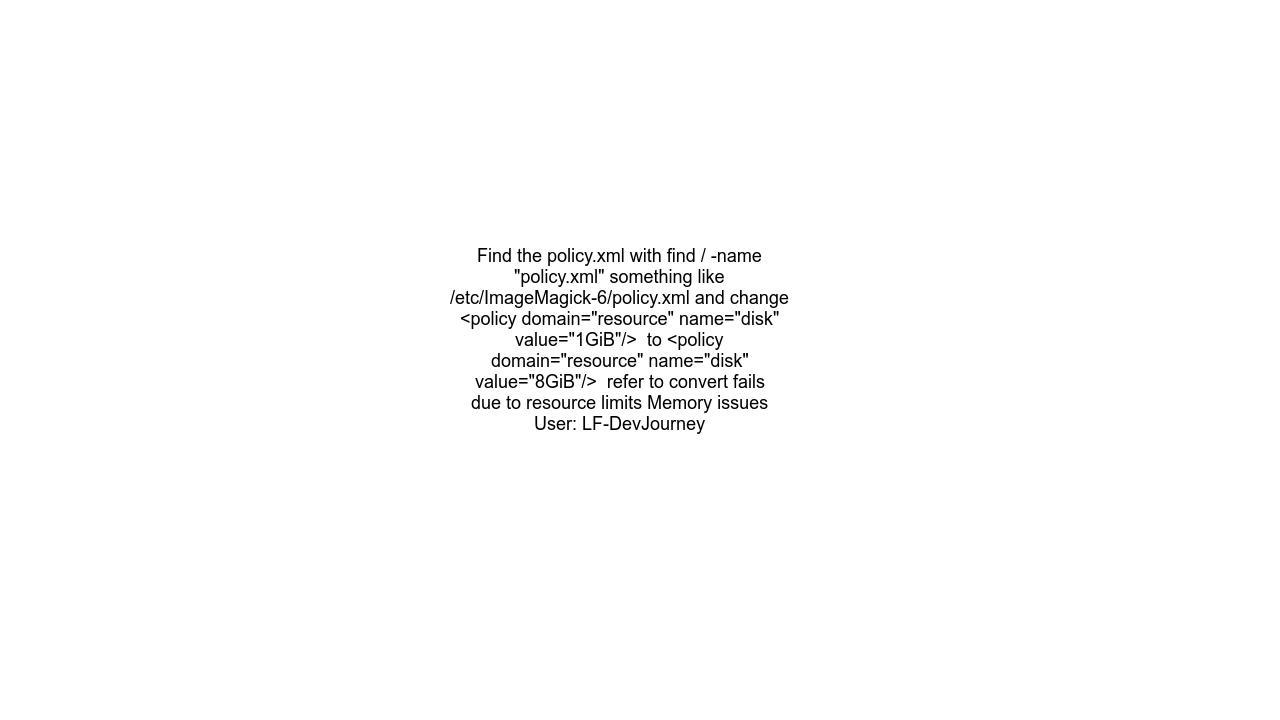 Find the policy.xml with find / -name
"policy.xml" something like
/etc/ImageMagick-6/policy.xml and change
<policy domain="resource" name="disk"
value="1GiB"/>  to <policy
domain="resource" name="disk"
value="8GiB"/>  refer to convert fails
due to resource limits Memory issues
User: LF-DevJourney